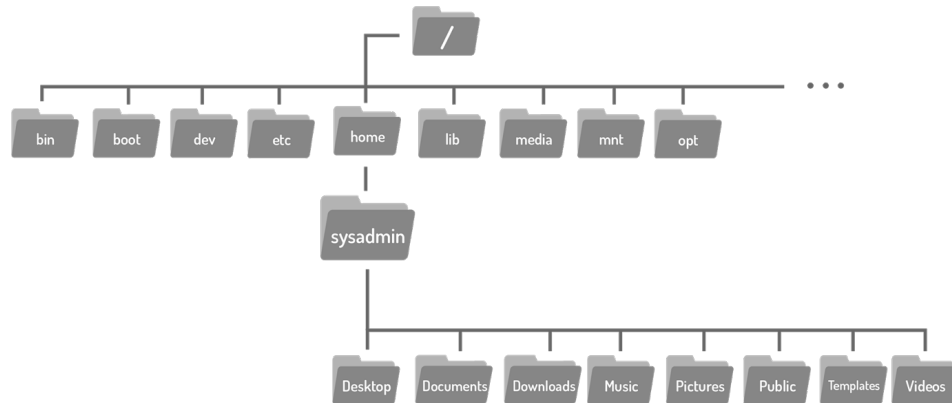 /
bin boot dev etc home lib media mnt opt ...
sysadmin
Desktop Documents Downloads Music Pictures Public Templates Videos